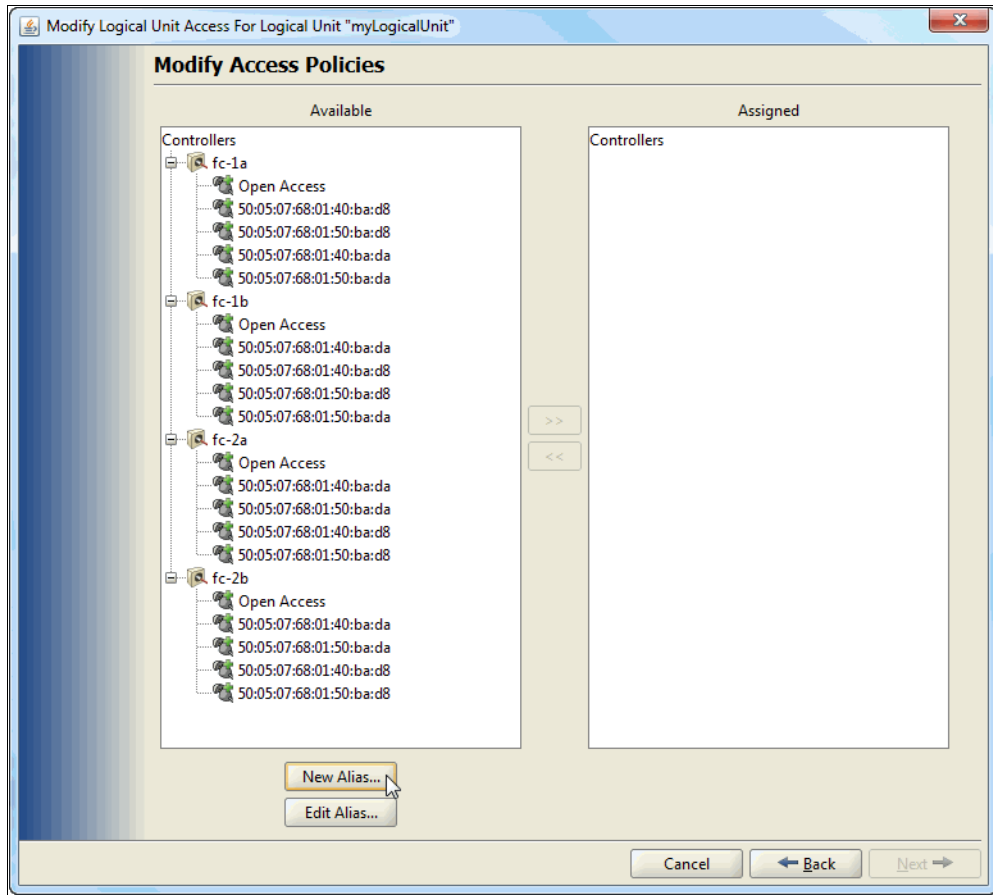 Modify Logical Unit Access For Logical Unit "myLogicalUnit"
Modify Access Policies
Available
Controllers
fc-1a
Open Access
50:05:07:68:01:40:ba:d8
50:05:07:68:01:50:ba:d8
50:05:07:68:01:40:ba:da
50:05:07:68:01:50:ba:da
fc-1b
Open Access
50:05:07:68:01:40:ba:da
50:05:07:68:01:40:ba:d8
50:05:07:68:01:50:ba:d8
50:05:07:68:01:50:ba:da
fc-2a
Open Access
50:05:07:68:01:40:ba:da
50:05:07:68:01:50:ba:da
50:05:07:68:01:40:ba:d8
50:05:07:68:01:50:ba:d8
fc-2b
Open Access
50:05:07:68:01:40:ba:da
50:05:07:68:01:50:ba:da
50:05:07:68:01:40:ba:d8
50:05:07:68:01:50:ba:d8
>>
<<
Assigned
Controllers
New Alias...
Edit Alias...
Cancel
Back
Next